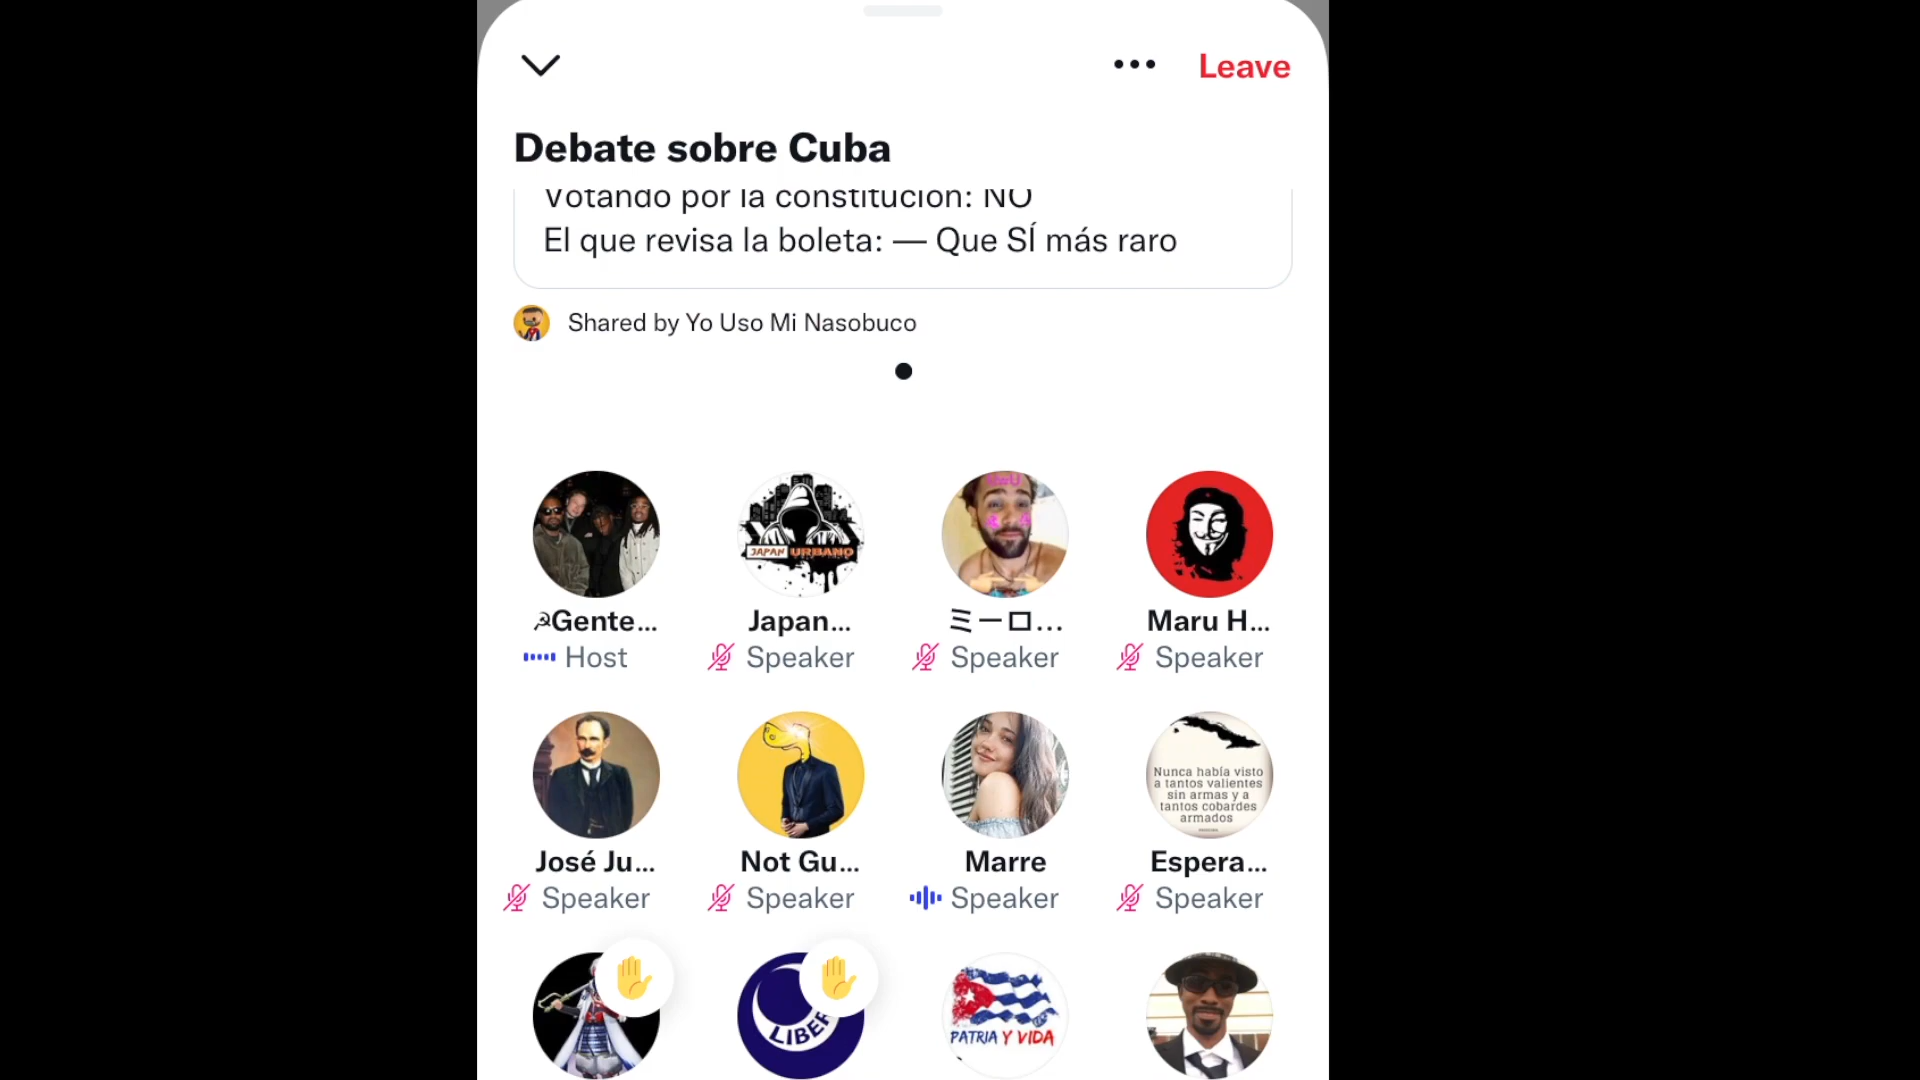 Leave
Debate sobre Cuba
Votando por la constitución: NO
El que revisa la boleta: — Que SÍ más raro
Shared by Yo Uso Mi Nasobuco
JAPAN URBANO
UwU
☭Gente...
Japan...
ミーロ...
Maru H...
Host
Speaker
Speaker
Speaker
Nunca había visto
a tantos valientes
sin armas y a
tantos cobardes
armados
José Ju...
Not Gu...
Marre
Espera...
Speaker
Speaker
Speaker
Speaker
LIBER
PATRIA Y VIDA